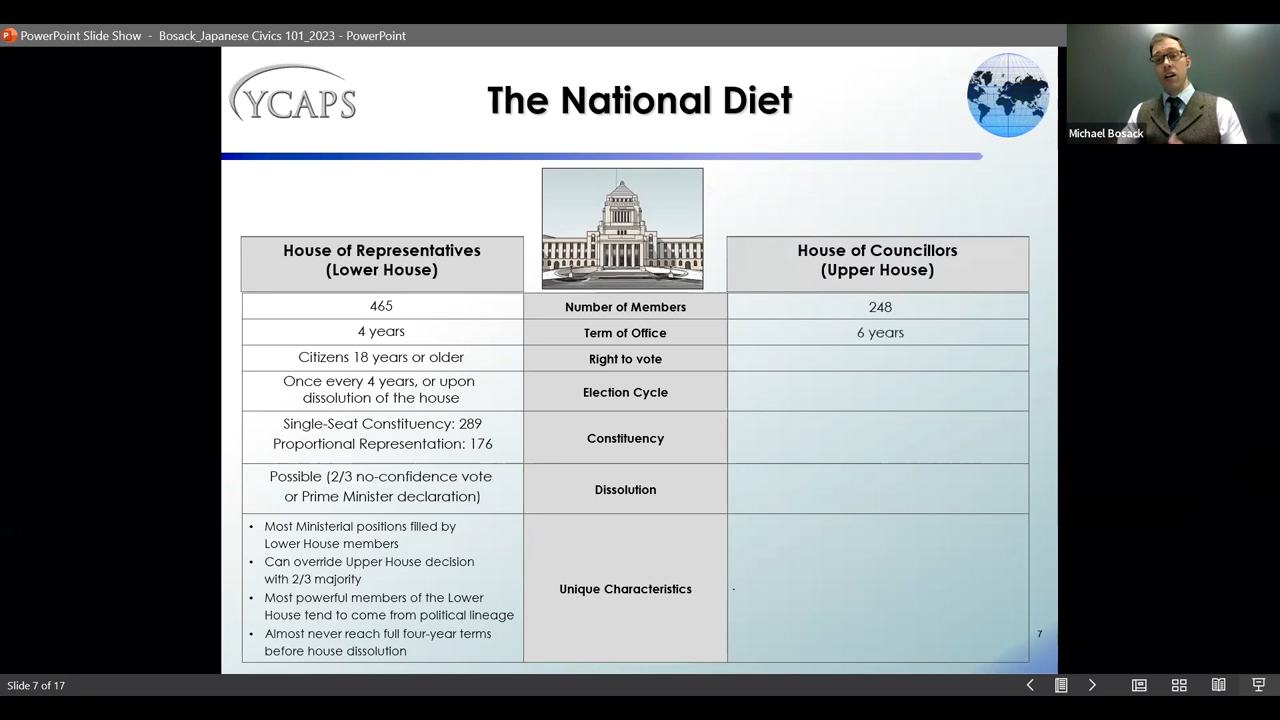 PowerPoint Slide Show - Bosack_Japanese Civics 101_2023 - PowerPoint
YCAPS
The National Diet
Michael Bosack
House of Representatives
(Lower House)
House of Councillors
(Upper House)
465
Number of Members
248
4 years
Term of Office
6 years
Citizens 18 years or older
Right to vote
Once every 4 years, or upon
dissolution of the house
Election Cycle
Single-Seat Constituency: 289
Proportional Representation: 176
Constituency
Possible (2/3 no-confidence vote
or Prime Minister declaration)
Dissolution
• Most Ministerial positions filled by
Lower House members
• Can override Upper House decision
with 2/3 majority
• Most powerful members of the Lower
House tend to come from political lineage
• Almost never reach full four-year terms
before house dissolution
Unique Characteristics
7
Slide 7 of 17